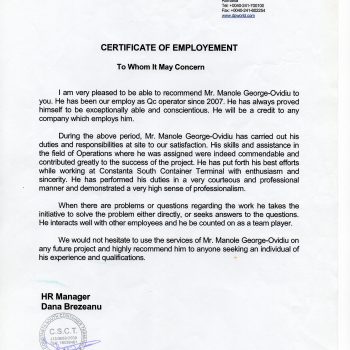 Romania
Tel: +0040-241-700100
Fax: +0040-241-602254
www.dpworld.com
CERTIFICATE OF EMPLOYEMENT
To Whom It May Concern
I am very pleased to be able to recommend Mr. Manole George-Ovidiu to
you. He has been our employ as Qc operator since 2007. He has always proved
himself to be exceptionally able and conscientious. He will be a credit to any
company which employs him.
During the above period, Mr. Manole George-Ovidiu has carried out his
duties and responsibilities at site to our satisfaction. His skills and assistance in
the field of Operations where he was assigned were indeed commendable and
contributed greatly to the success of the project. He has put forth his best efforts
while working at Constanta South Container Terminal with enthusiasm and
sincerity. He has performed his duties in a very courteous and professional
manner and demonstrated a very high sense of professionalism.
When there are problems or questions regarding the work he takes the
initiative to solve the problem either directly, or seeks answers to the questions.
He interacts well with other employees and he be counted on as a team player.
We would not hesitate to use the services of Mr. Manole George-Ovidiu on
any future project and highly recommend him to anyone seeking an individual of
his experience and qualifications.
HR Manager
Dana Brezeanu
C.S.C.T.